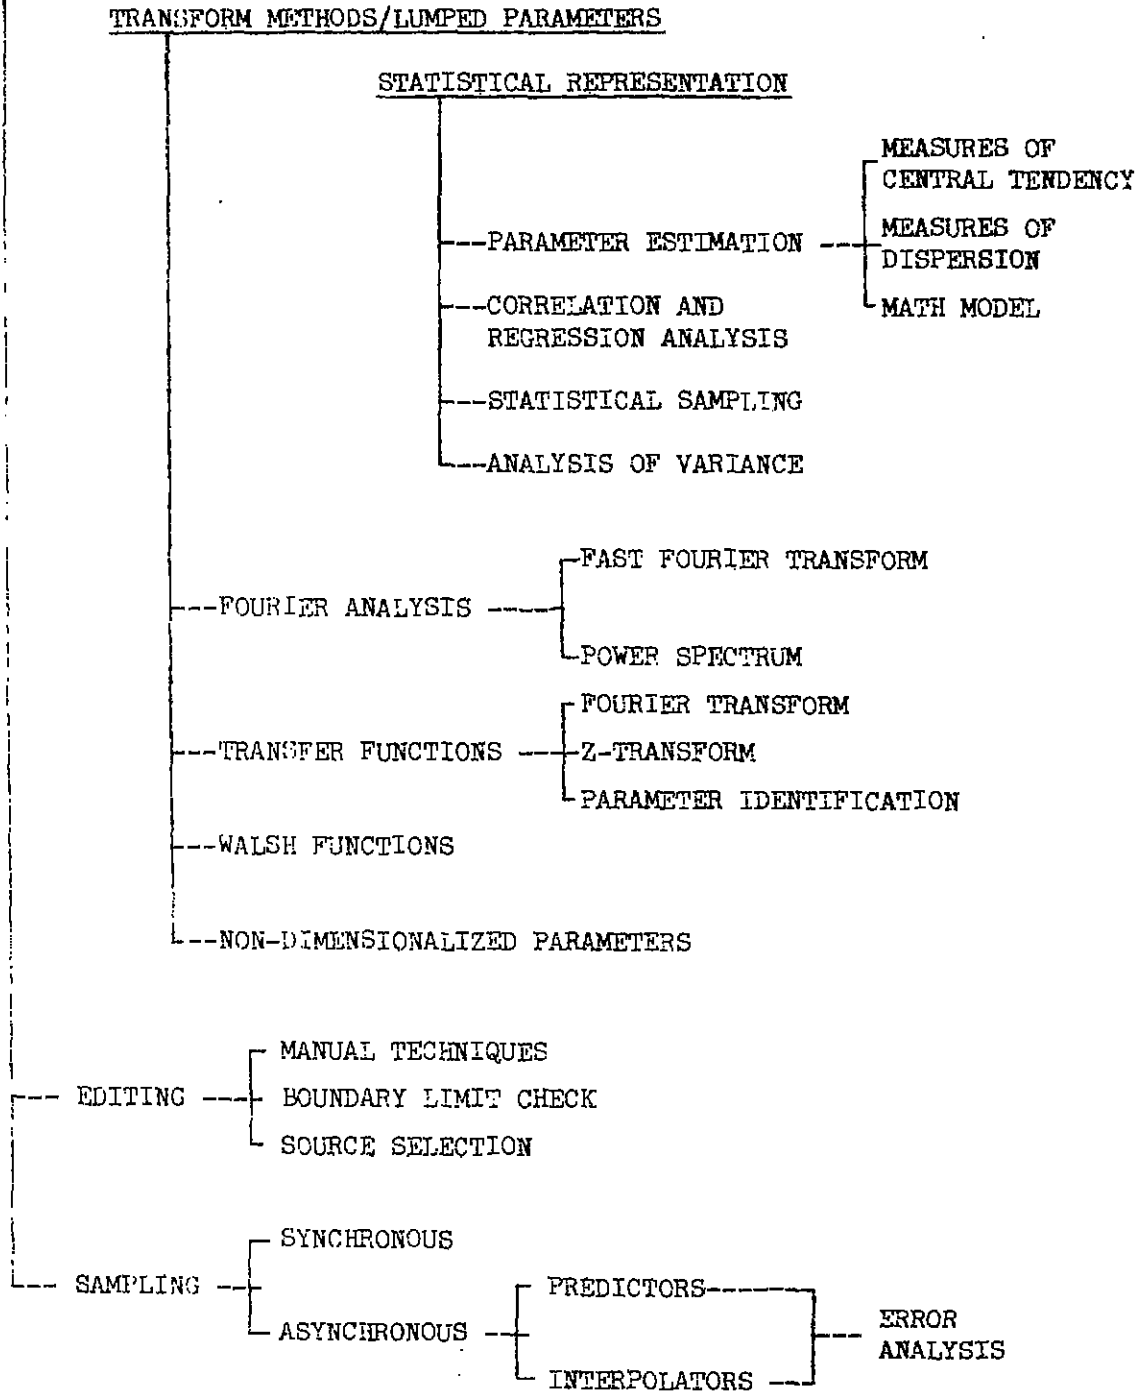 TRANSFORM METHODS/LUMPED PARAMETERS
STATISTICAL REPRESENTATION
MEASURES OF
CENTRAL TENDENCY
PARAMETER ESTIMATION
MEASURES OF
DISPERSION
MATH MODEL
CORRELATION AND
REGRESSION ANALYSIS
STATISTICAL SAMPLING
ANALYSIS OF VARIANCE
FAST FOURIER TRANSFORM
FOURIER ANALYSIS
POWER SPECTRUM
FOURIER TRANSFORM
TRANSFER FUNCTIONS
Z-TRANSFORM
PARAMETER IDENTIFICATION
WALSH FUNCTIONS
NON-DIMENSIONALIZED PARAMETERS
MANUAL TECHNIQUES
EDITING
BOUNDARY LIMIT CHECK
SOURCE SELECTION
SYNCHRONOUS
SAMPLING
ASYNCHRONOUS
PREDICTORS
INTERPOLATORS
ERROR
ANALYSIS